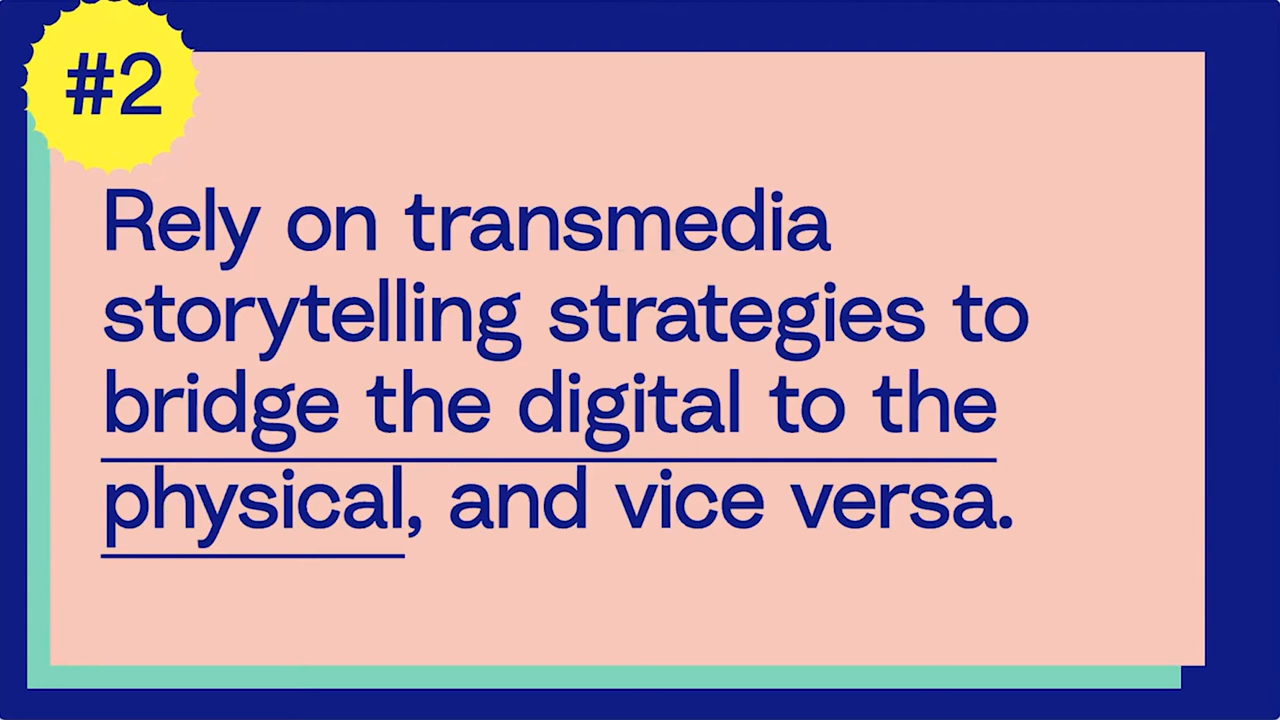 #2
Rely on transmedia
storytelling strategies to
bridge the digital to the
physical, and vice versa.